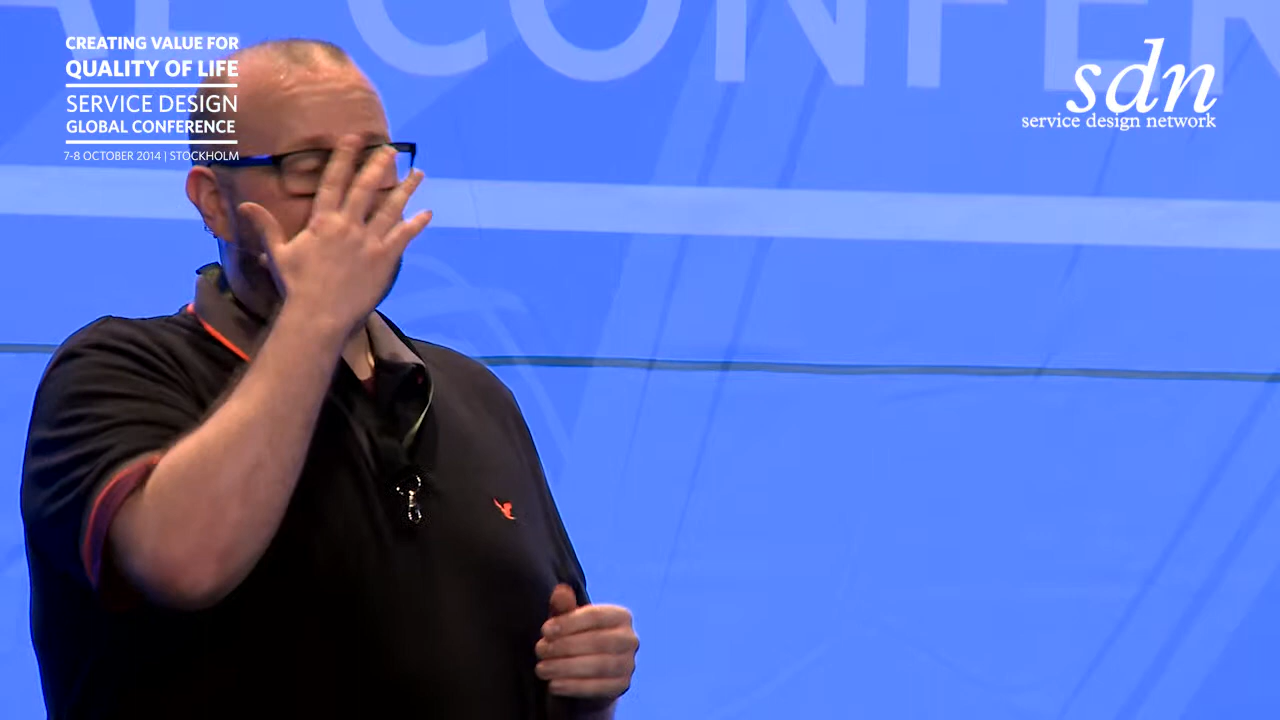 CREATING VALUE FOR
QUALITY OF LIFE
SERVICE DESIGN
GLOBAL CONFERENCE
7-8 OCTOBER 2014 | STOCKHOLM
sdn
service design network